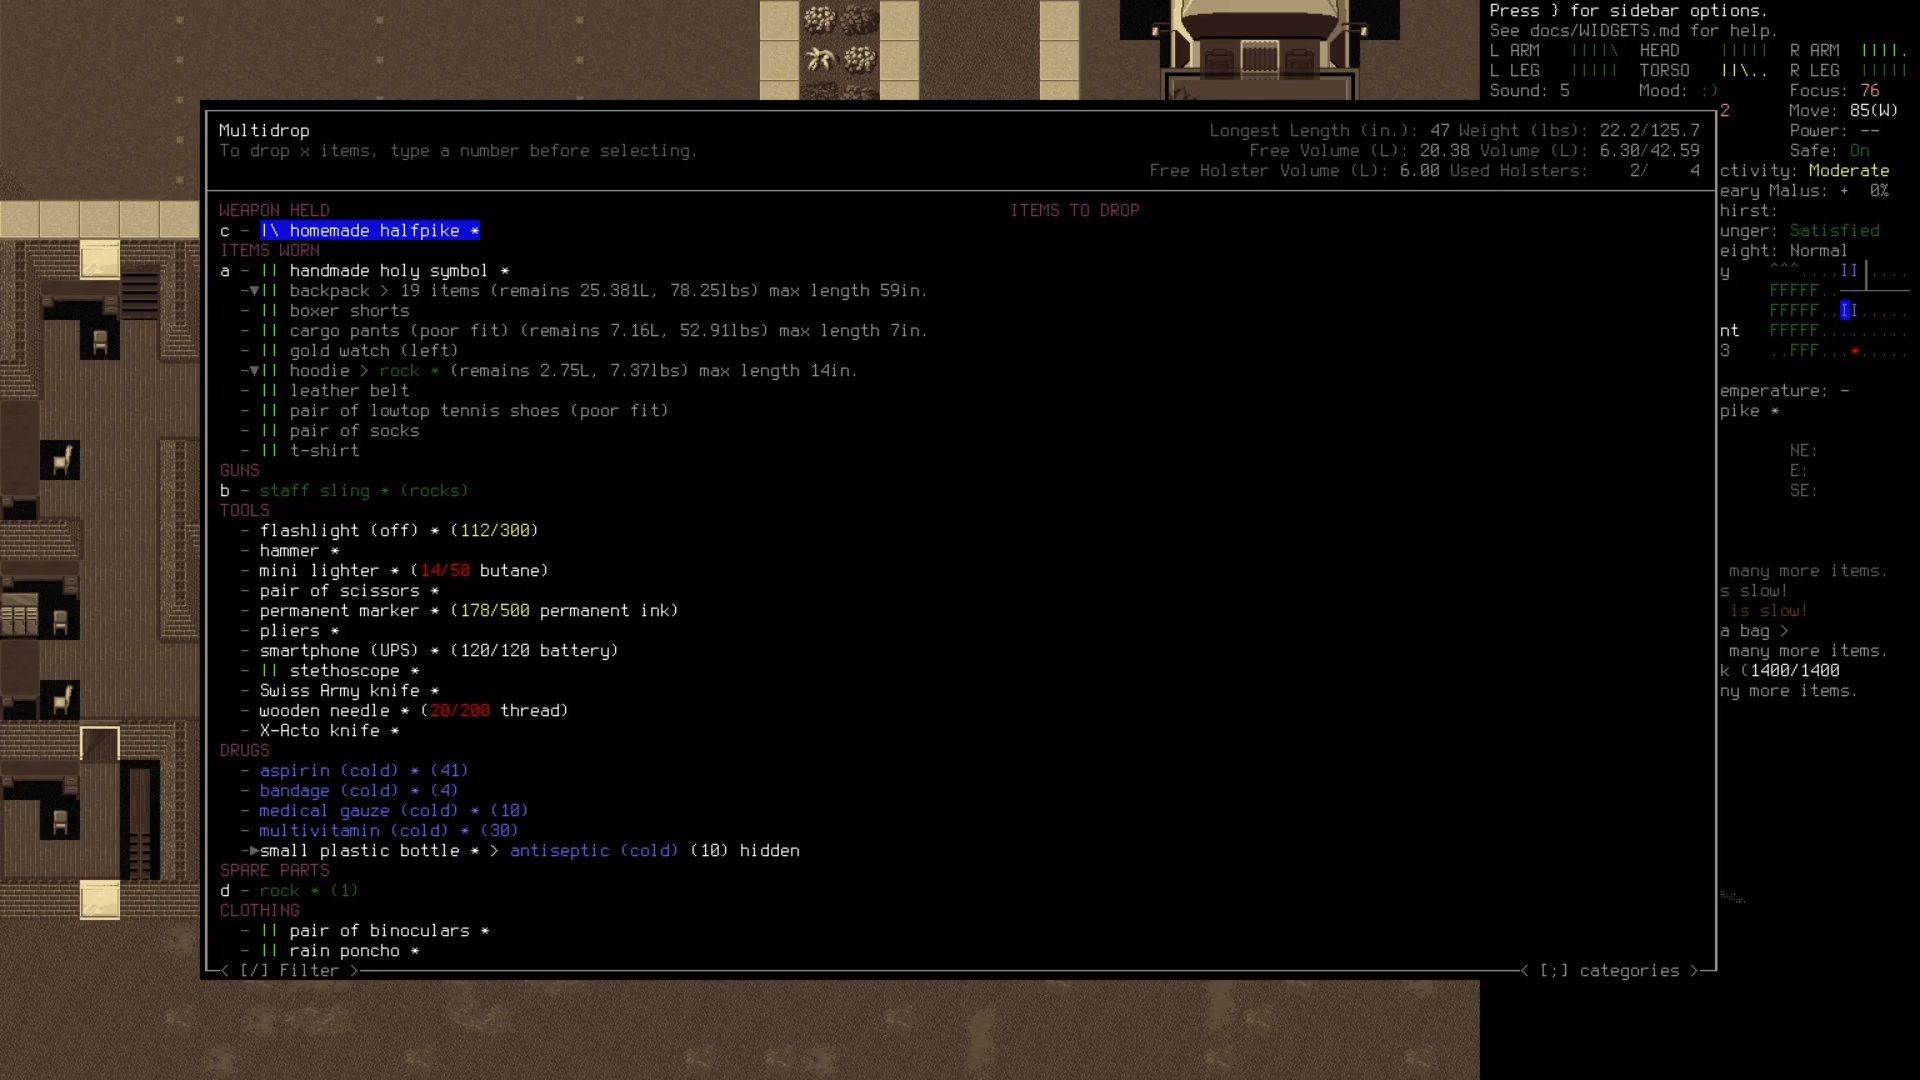 Press } for sidebar options.
See docs/WIDGETS.md for help.
L ARM ||||\ HEAD ||||| R ARM ||||.
L LEG ||||| TORSO ||\.. R LEG |||||
Sound: 5 Mood: :) Focus: 76
2 Move: 85(W)
Power: --
Safe: On
ctivity: Moderate
eary Malus: + 0%
hirst:
unger: Satisfied
eight: Normal
y
nt
3
emperature: -
pike *
NE:
E:
SE:
many more items.
s slow!
is slow!
a bag >
many more items.
k (1400/1400
ny more items.
Multidrop
To drop x items, type a number before selecting.
Longest Length (in.): 47 Weight (lbs): 22.2/125.7
Free Volume (L): 20.38 Volume (L): 6.30/42.59
Free Holster Volume (L): 6.00 Used Holsters: 2/ 4
WEAPON HELD
c - |\ homemade halfpike *
ITEMS WORN
a - || handmade holy symbol *
-▼|| backpack > 19 items (remains 25.381L, 78.25lbs) max length 59in.
- || boxer shorts
- || cargo pants (poor fit) (remains 7.16L, 52.91lbs) max length 7in.
- || gold watch (left)
-▼|| hoodie > rock * (remains 2.75L, 7.37lbs) max length 14in.
- || leather belt
- || pair of lowtop tennis shoes (poor fit)
- || pair of socks
- || t-shirt
GUNS
b - staff sling * (rocks)
TOOLS
- flashlight (off) * (112/300)
- hammer *
- mini lighter * (14/50 butane)
- pair of scissors *
- permanent marker * (178/500 permanent ink)
- pliers *
- smartphone (UPS) * (120/120 battery)
- || stethoscope *
- Swiss Army knife *
- wooden needle * (20/200 thread)
- X-Acto knife *
DRUGS
- aspirin (cold) * (41)
- bandage (cold) * (4)
- medical gauze (cold) * (10)
- multivitamin (cold) * (30)
-▶small plastic bottle * > antiseptic (cold) (10) hidden
SPARE PARTS
d - rock * (1)
CLOTHING
- || pair of binoculars *
- || rain poncho *
< [/] Filter >
ITEMS TO DROP
< [;] categories >